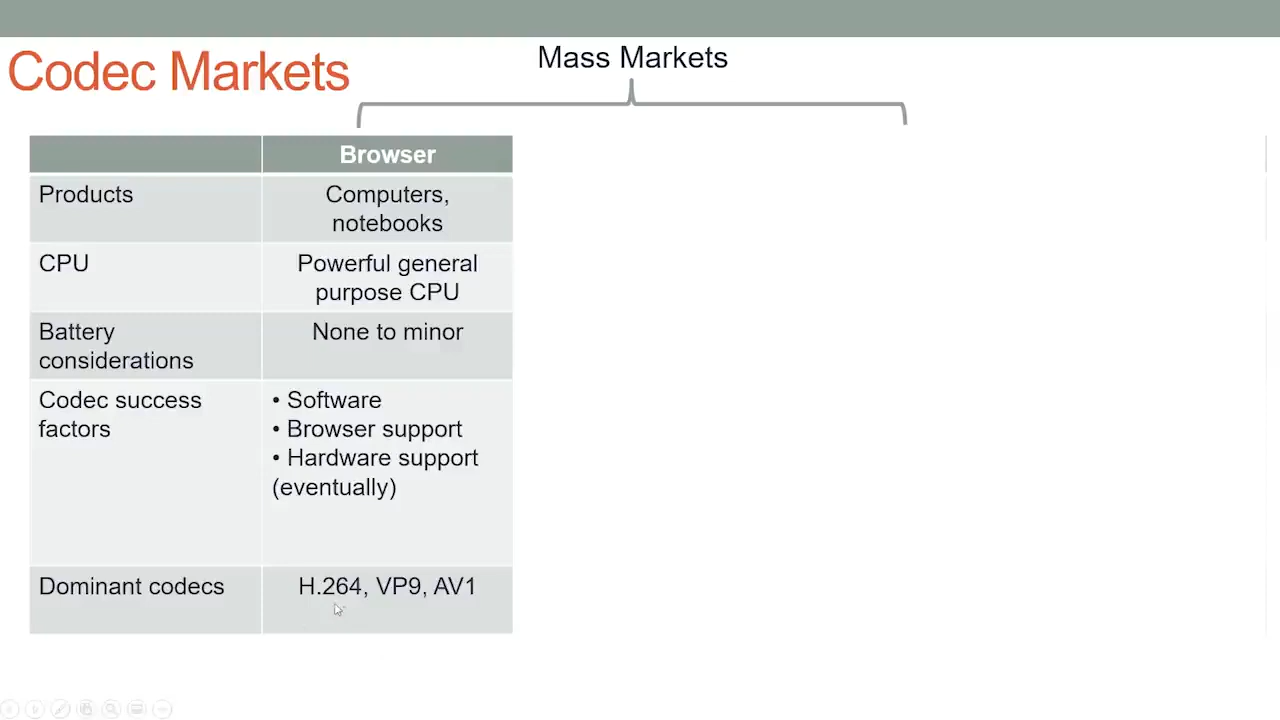 Codec Markets
Mass Markets
Browser
Products
Computers,
notebooks
CPU
Powerful general
purpose CPU
Battery
considerations
None to minor
Codec success
factors
• Software
• Browser support
• Hardware support
(eventually)
Dominant codecs
H.264, VP9, AV1